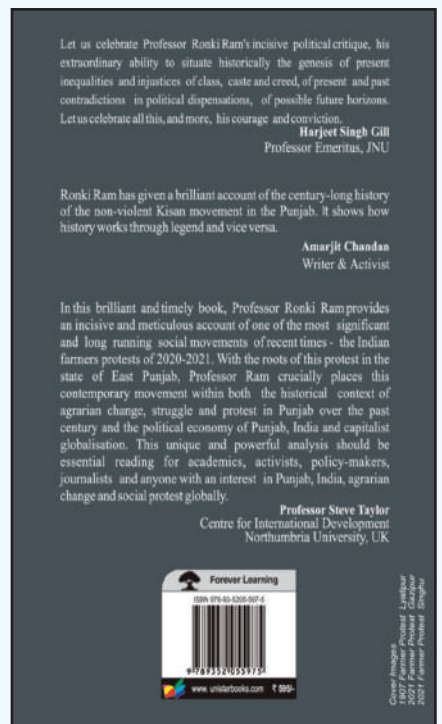 Let us celebrate Professor Ronki Ram's incisive political critique, his
extraordinary ability to situate historically the genesis of present
inequalities and injustices of class, caste and creed, of present and past
contradictions in political dispensations, of possible future horizons.
Let us celebrate all this, and more, his courage and conviction.
Harjeet Singh Gill
Professor Emeritus, JNU
Ronki Ram has given a brilliant account of the century-long history
of the non-violent Kisan movement in the Punjab. It shows how
history works through legend and vice versa.
Amarjit Chandan
Writer & Activist
In this brilliant and timely book, Professor Ronki Ram provides
an incisive and meticulous account of one of the most significant
and long running social movements of recent times - the Indian
farmers protests of 2020-2021. With the roots of this protest in the
state of East Punjab, Professor Ram crucially places this
contemporary movement within both the historical context of
agrarian change, struggle and protest in Punjab over the past
century and the political economy of Punjab, India and capitalist
globalisation. This unique and powerful analysis should be
essential reading for academics, activists, policy-makers,
journalists and anyone with an interest in Punjab, India, agrarian
change and social protest globally.
Professor Steve Taylor
Centre for International Development
Northumbria University, UK
Forever Learning
ISBN 978-93-5205-597-5
9789352055975
www.unistarbooks.com ₹ 595/-
Cover Images
1907 Farmer Protest Lyallpur
2021 Farmer Protest Gazipur
2021 Farmer Protest Singhu